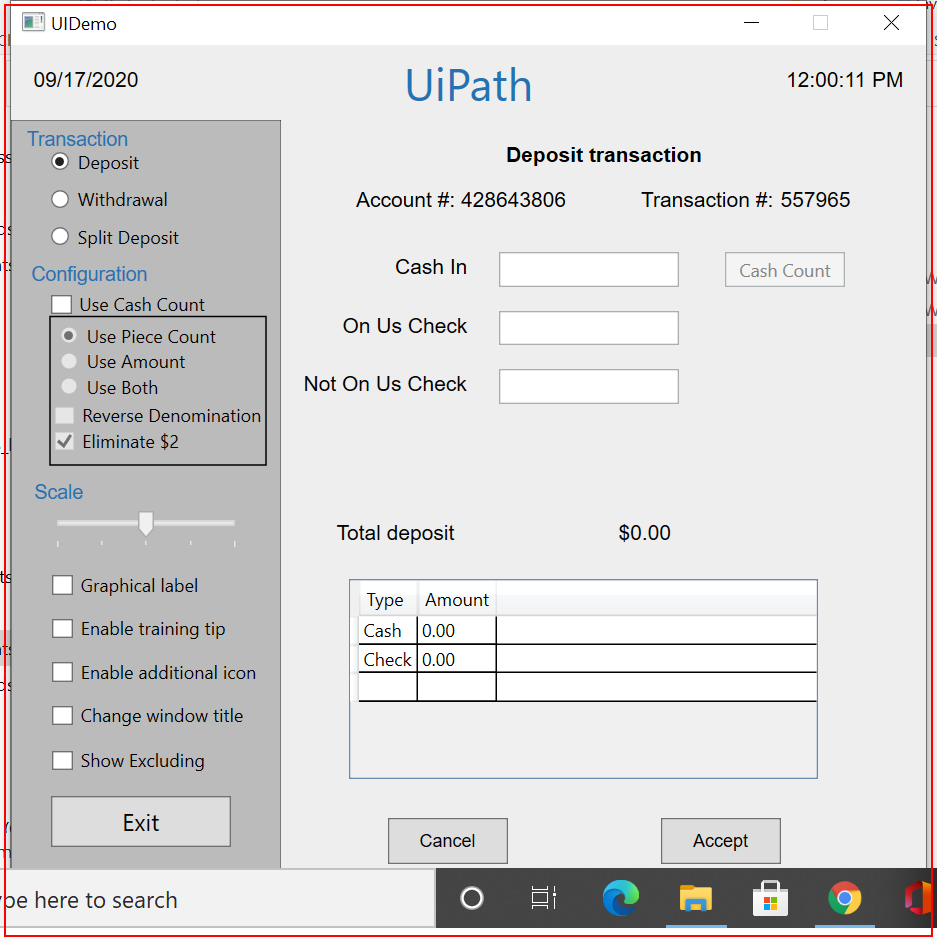 UIDemo
09/17/2020
UiPath
12:00:11 PM
Transaction
Deposit
Withdrawal
Split Deposit
Configuration
Use Cash Count
Use Piece Count
Use Amount
Use Both
Reverse Denomination
Eliminate $2
Scale
Graphical label
Enable training tip
Enable additional icon
Change window title
Show Excluding
Exit
Deposit transaction
Account #: 428643806 Transaction #: 557965
Cash In
Cash Count
On Us Check
Not On Us Check
Total deposit $0.00
Type Amount
Cash 0.00
Check 0.00
Cancel Accept
here to search